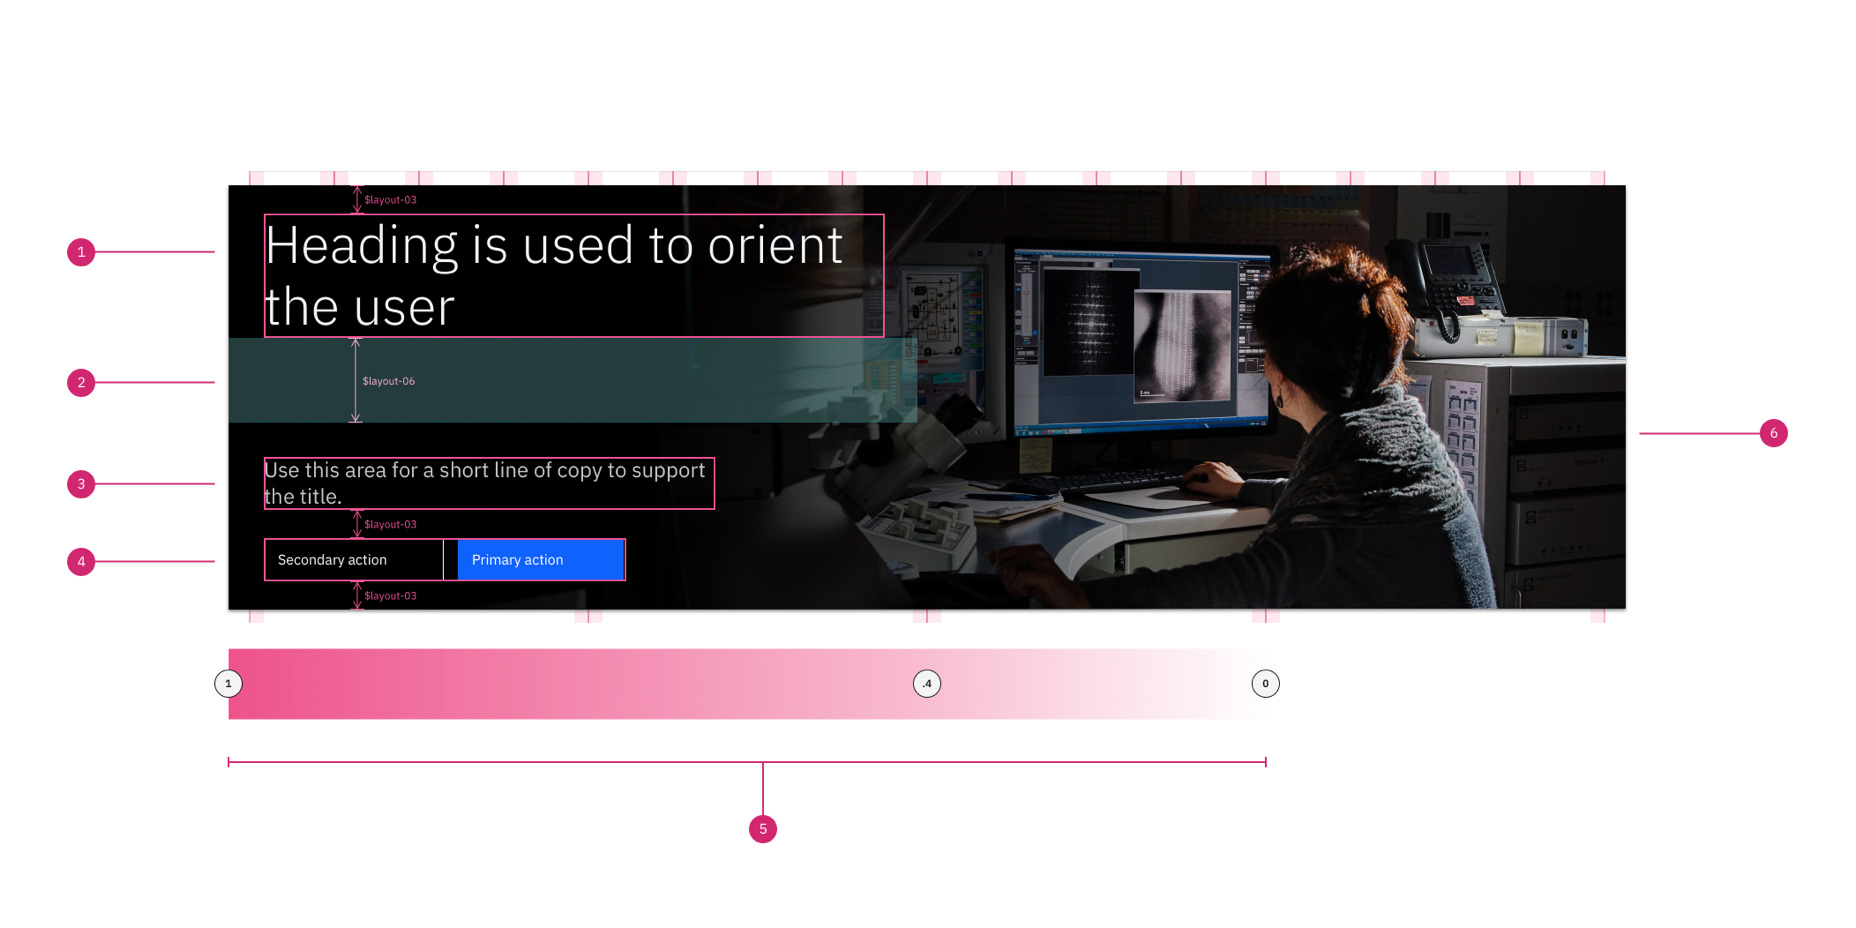 $layout-03
1
Heading is used to orient
the user
2
$layout-06
6
3
Use this area for a short line of copy to support
the title.
$layout-03
4
Secondary action
Primary action
$layout-03
1
.4
0
5